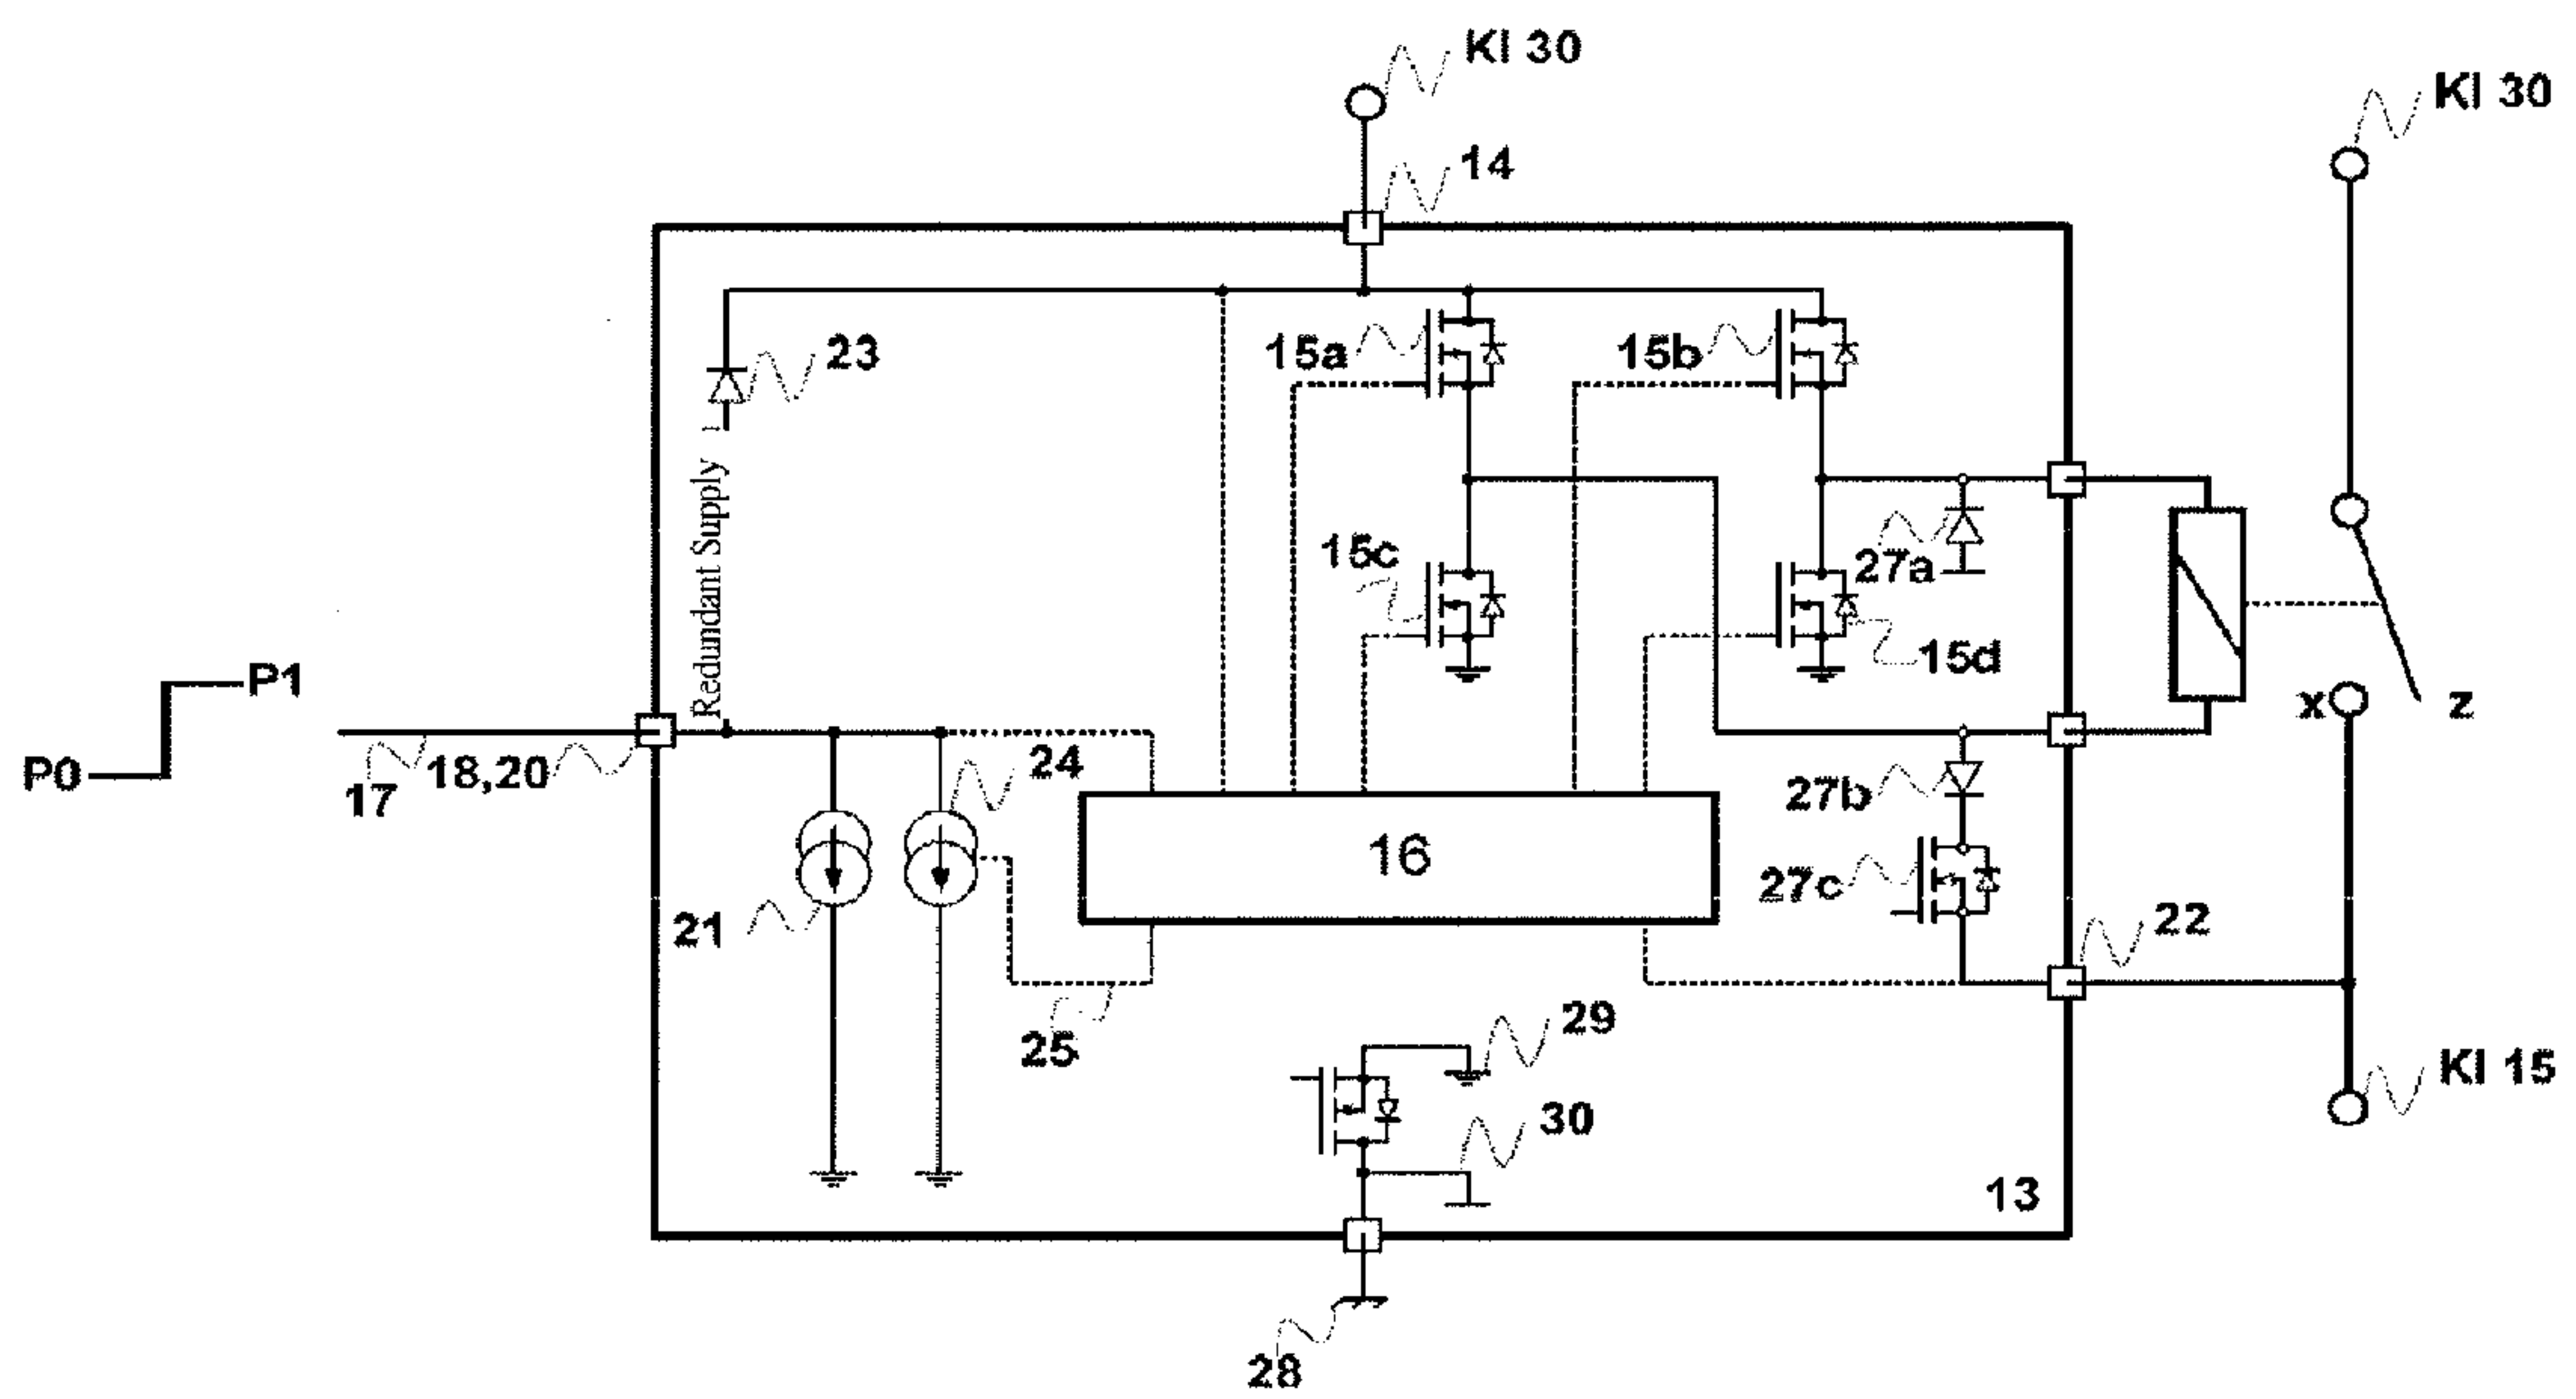 Kl 30
Kl 30
14
23
15a
15b
15c
27a
Redundant Supply
15d
P1
x
z
P0
17
18,20
24
27b
16
27c
21
22
25
29
Kl 15
30
13
28